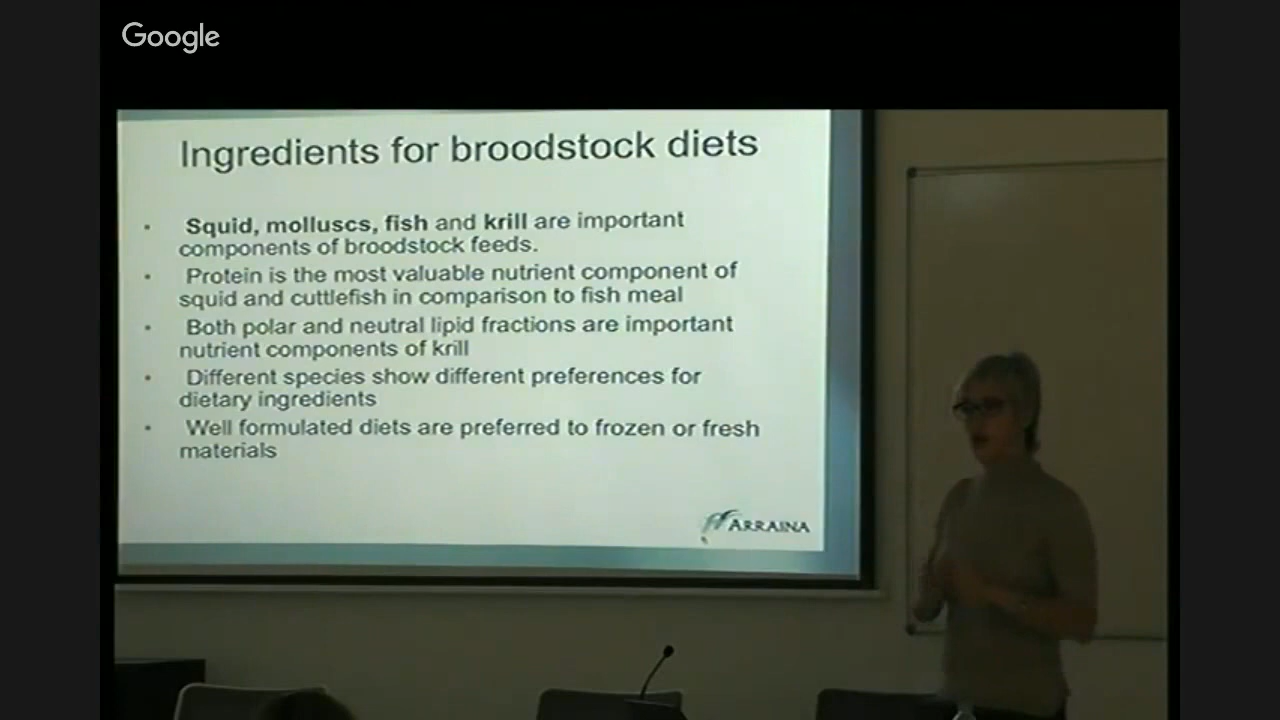 Google
Ingredients for broodstock diets
• Squid, molluscs, fish and krill are important
components of broodstock feeds.
• Protein is the most valuable nutrient component of
squid and cuttlefish in comparison to fish meal
• Both polar and neutral lipid fractions are important
nutrient components of krill
• Different species show different preferences for
dietary ingredients
• Well formulated diets are preferred to frozen or fresh
materials
ARRAINA